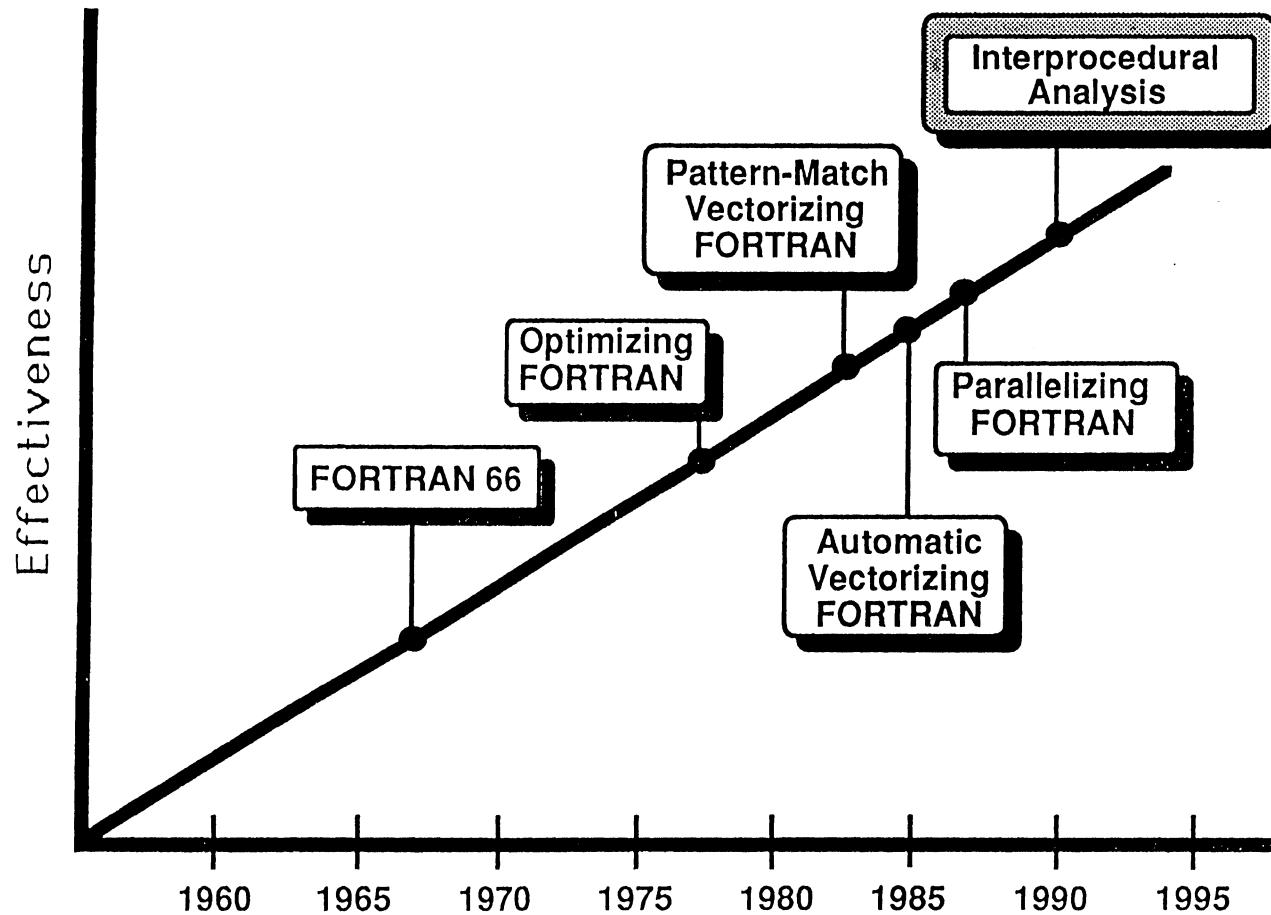 Interprocedural
Analysis
Pattern-Match
Vectorizing
FORTRAN
Optimizing
FORTRAN
Parallelizing
FORTRAN
FORTRAN 66
Automatic
Vectorizing
FORTRAN
Effectiveness
1960 1965 1970 1975 1980 1985 1990 1995